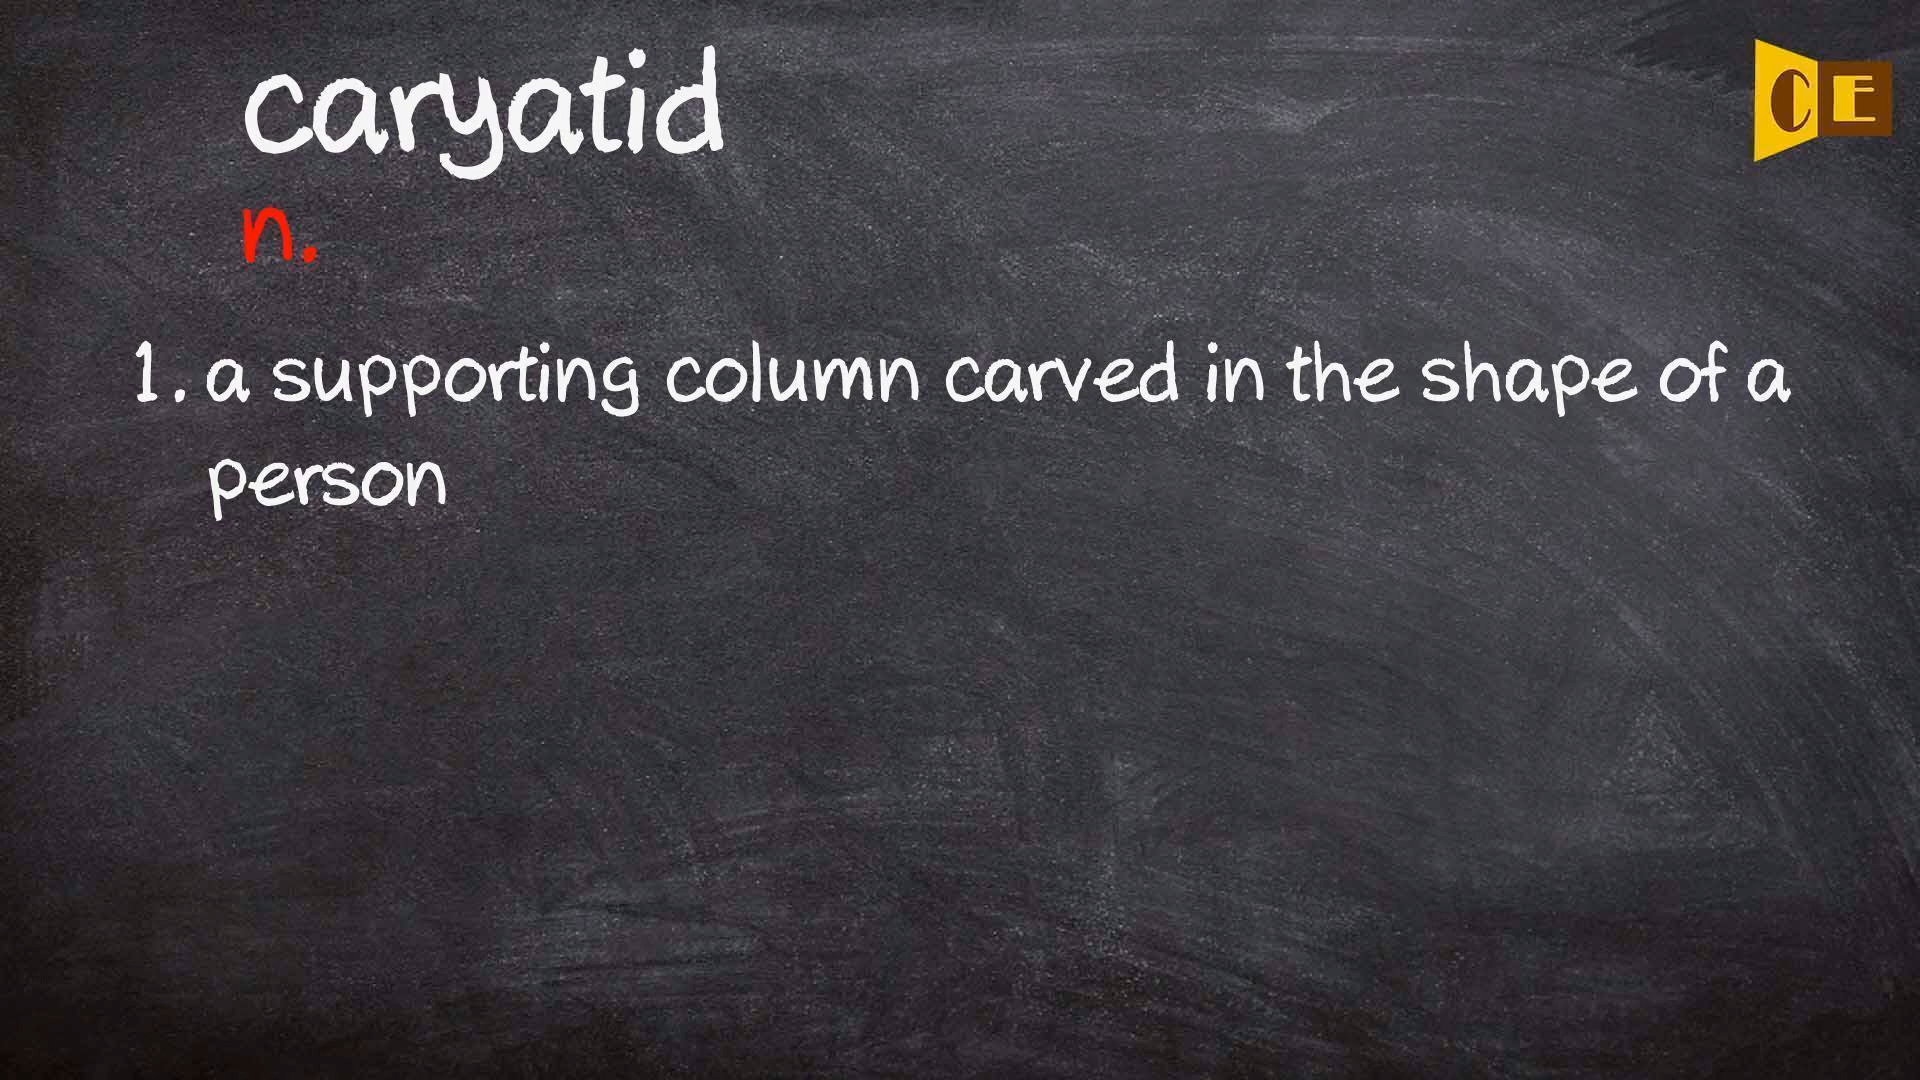 caryatid
CE
n.
1. a supporting column carved in the shape of a
person